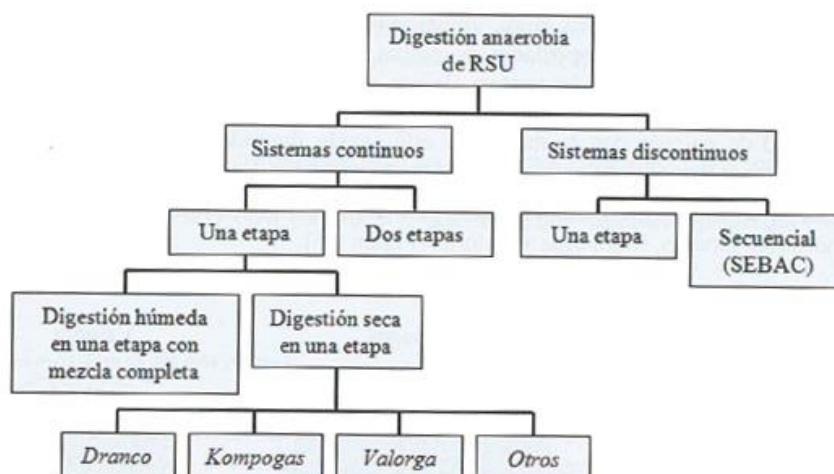 Digestión anaerobia
de RSU
Sistemas continuos
Sistemas discontinuos
Una etapa
Dos etapas
Una etapa
Secuencial
(SEBAC)
Digestión húmeda
en una etapa con
mezcla completa
Digestión seca
en una etapa
Dranco
Kompogas
Valorga
Otros